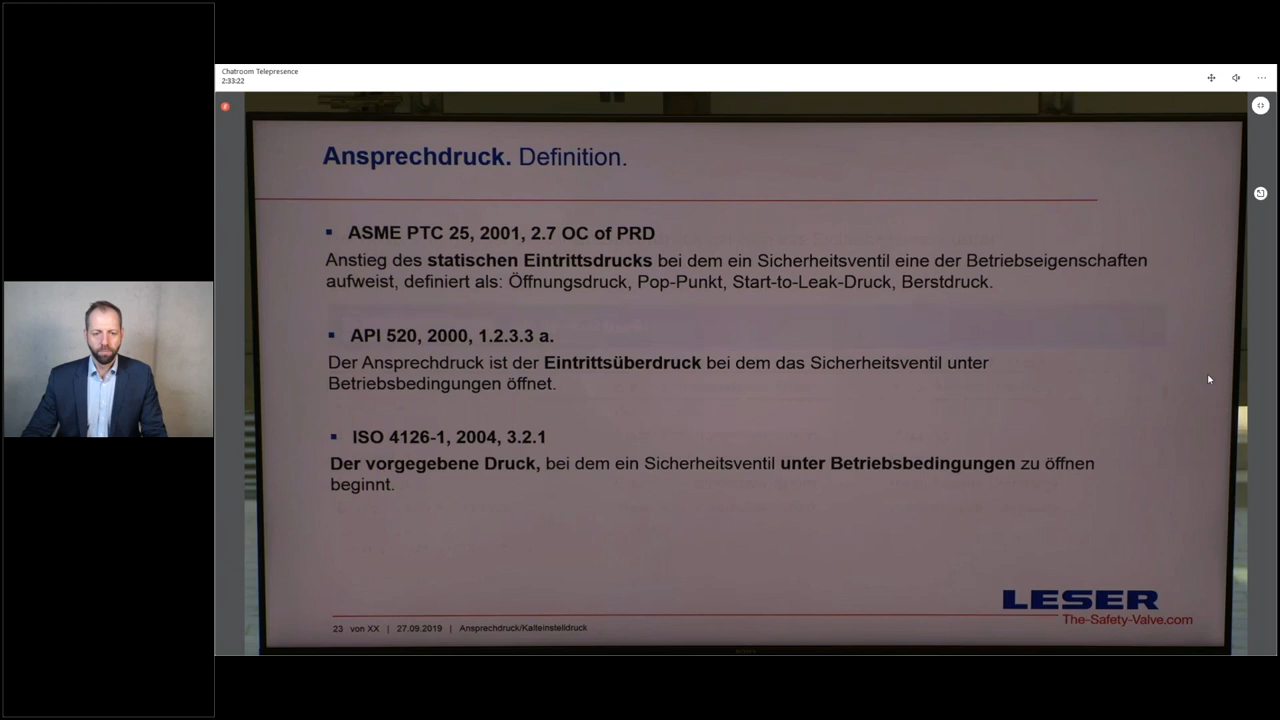 Chatroom Telepresence
2:33:22
Ansprechdruck. Definition.
▪ ASME PTC 25, 2001, 2.7 OC of PRD
Anstieg des statischen Eintrittsdrucks bei dem ein Sicherheitsventil eine der Betriebseigenschaften
aufweist, definiert als: Öffnungsdruck, Pop-Punkt, Start-to-Leak-Druck, Berstdruck.
▪ API 520, 2000, 1.2.3.3 a.
Der Ansprechdruck ist der Eintrittsüberdruck bei dem das Sicherheitsventil unter
Betriebsbedingungen öffnet.
▪ ISO 4126-1, 2004, 3.2.1
Der vorgegebene Druck, bei dem ein Sicherheitsventil unter Betriebsbedingungen zu öffnen
beginnt.
LESER
The-Safety-Valve.com
23 von XX | 27.09.2019 | Ansprechdruck/Kalteinstelldruck